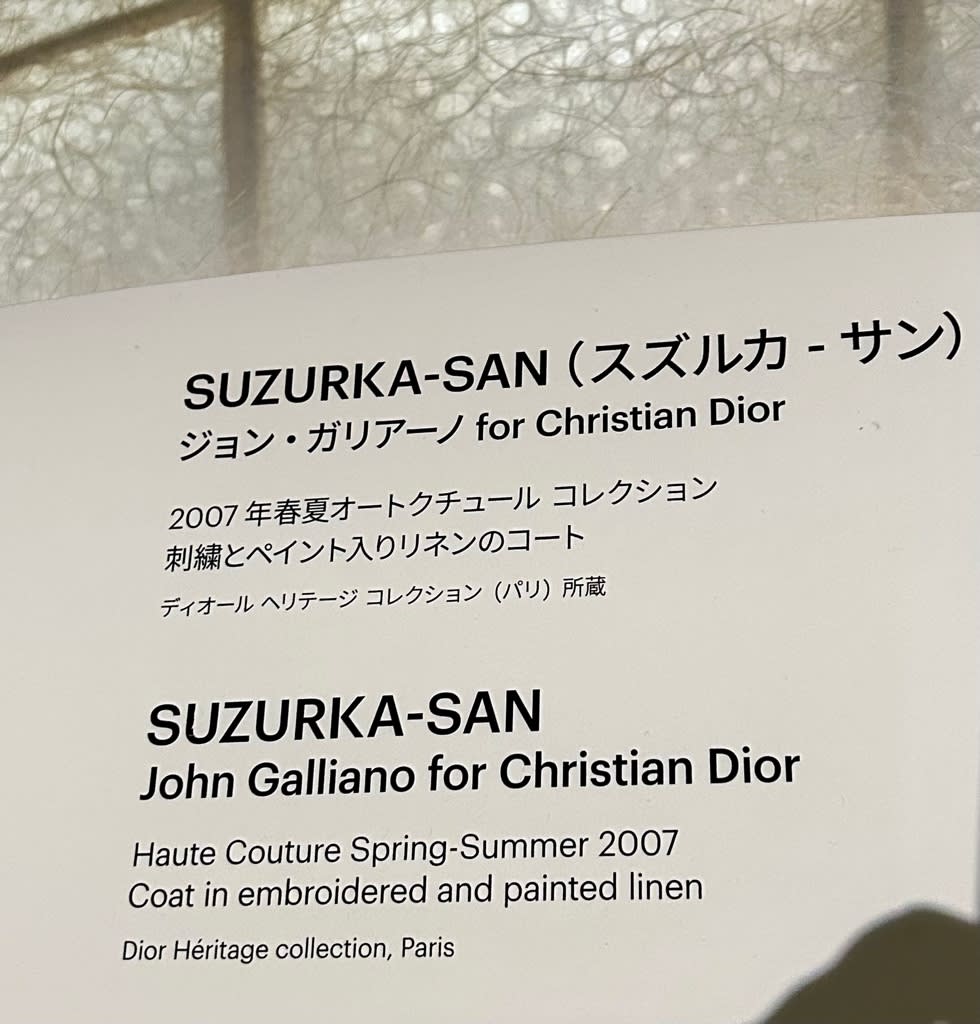 SUZURKA-SAN（スズルカ - サン）
ジョン・ガリアーノ for Christian Dior
2007 年春夏オートクチュール コレクション
刺繍とペイント入りリネンのコート
ディオール ヘリテージ コレクション（パリ）所蔵
SUZURKA-SAN
John Galliano for Christian Dior
Haute Couture Spring-Summer 2007
Coat in embroidered and painted linen
Dior Héritage collection, Paris